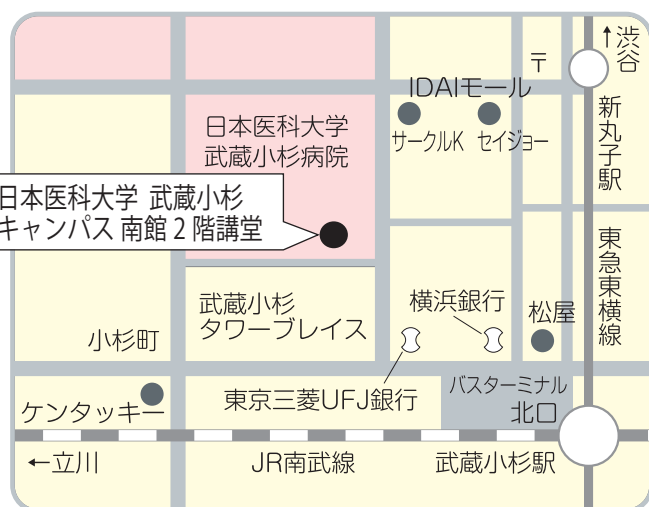 ↑渋谷
〒
IDAIモール
サークルK
セイジョー
新丸子駅
日本医科大学
武蔵小杉病院
日本医科大学 武蔵小杉
キャンパス 南館2階講堂
東急東横線
武蔵小杉
タワープレイス
横浜銀行
松屋
小杉町
ケンタッキー
東京三菱UFJ銀行
バスターミナル
北口
←立川
JR南武線
武蔵小杉駅